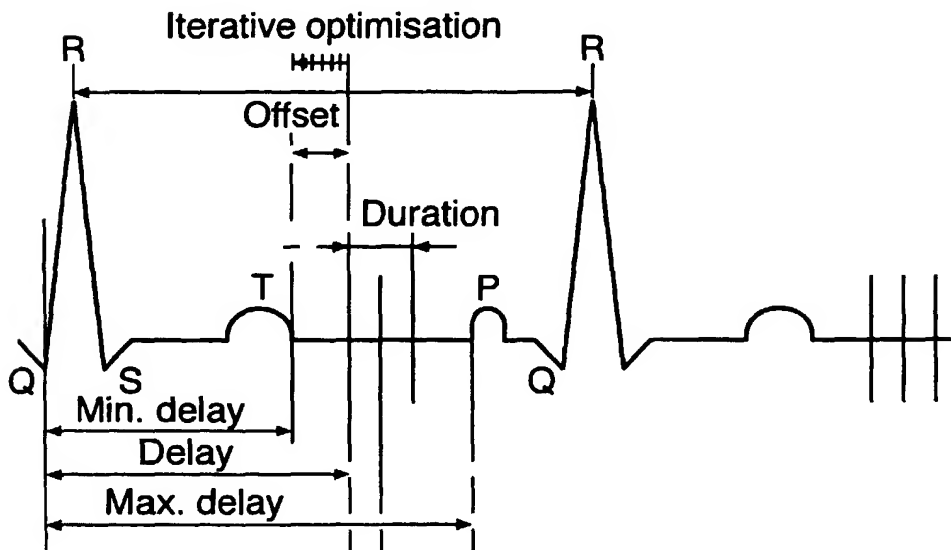 Iterative optimisation
R R
Offset
Duration
T P
Q S Q
Min. delay
Delay
Max. delay